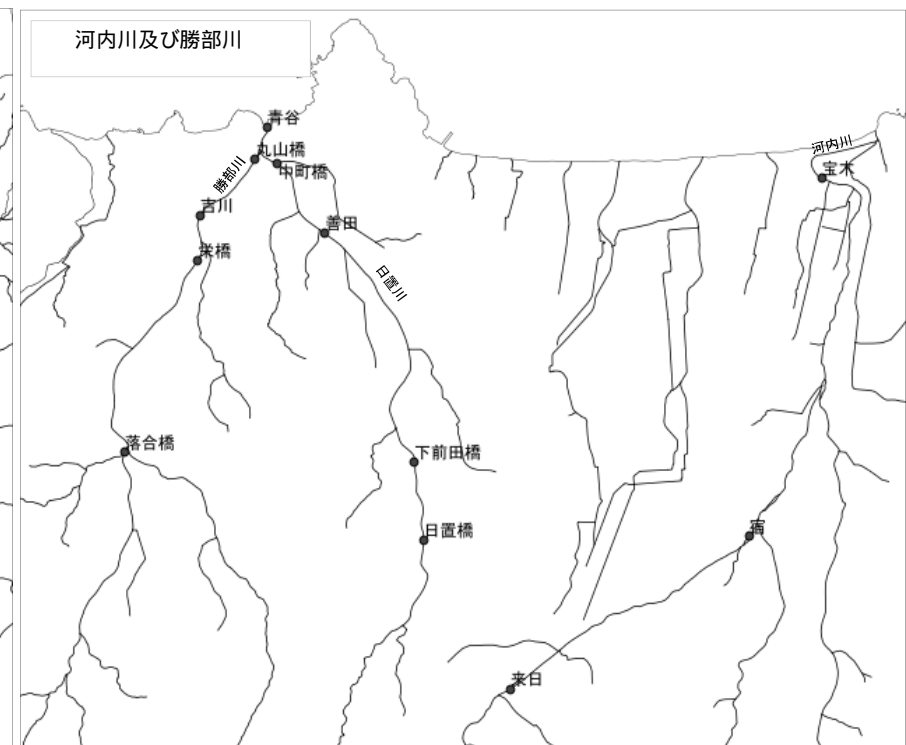 河内川及び勝部川
青谷
河内川
丸山橋
中町橋
宝木
勝部川
吉川
善田
栄橋
日置川
落合橋
下前田橋
日置橋
宿
来日